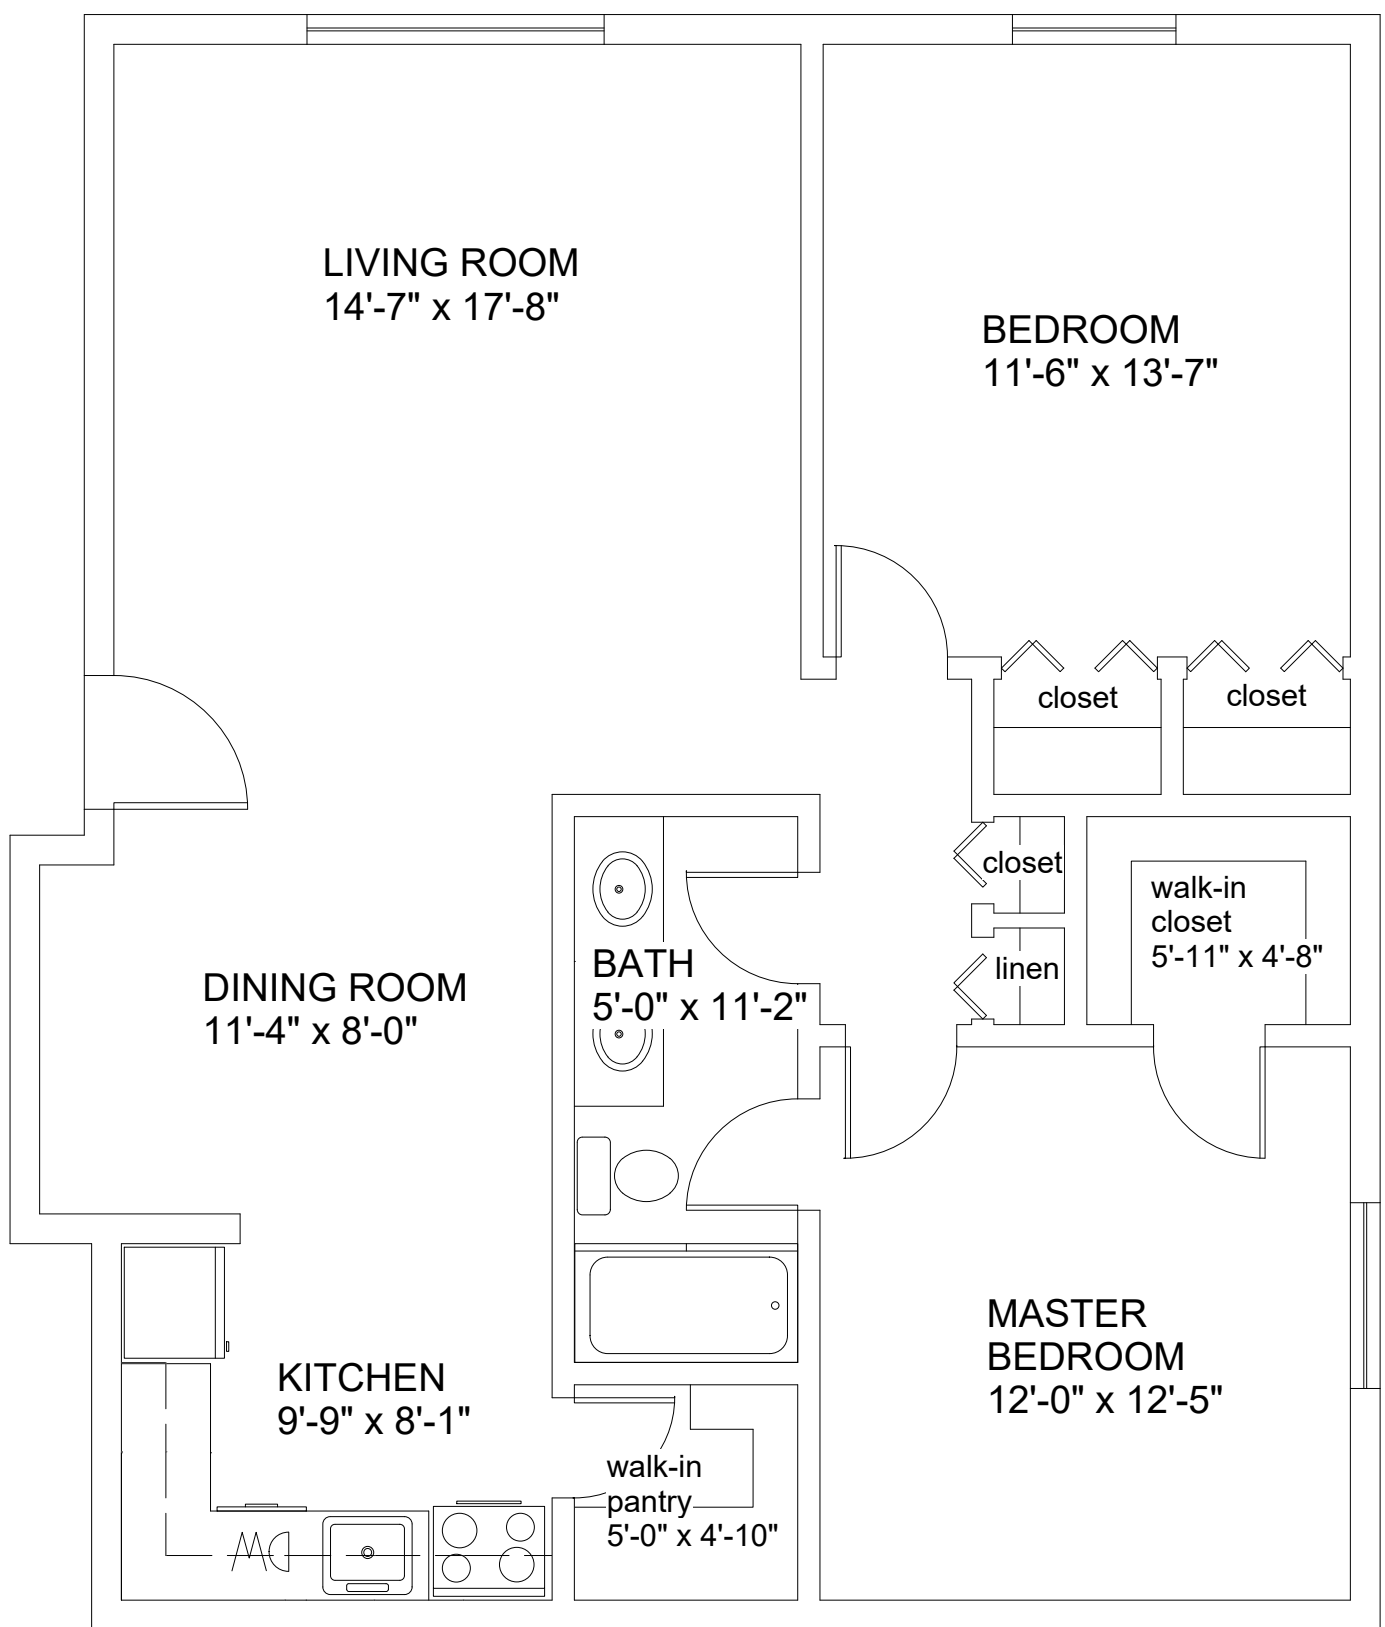 LIVING ROOM
14'-7" x 17'-8"
BEDROOM
11'-6" x 13'-7"
closet
closet
closet
walk-in
closet
5'-11" x 4'-8"
linen
BATH
5'-0" x 11'-2"
DINING ROOM
11'-4" x 8'-0"
MASTER
BEDROOM
12'-0" x 12'-5"
KITCHEN
9'-9" x 8'-1"
walk-in
pantry
5'-0" x 4'-10"